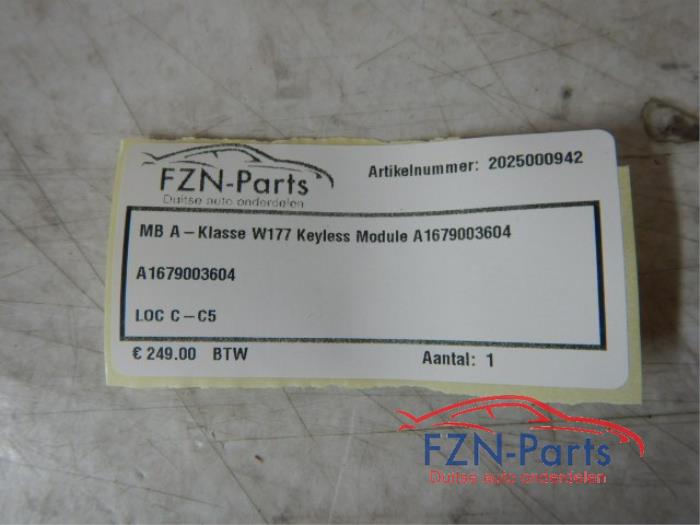 FZN-Parts
Duitse auto onderdelen
Artikelnummer: 2025000942
MB A-Klasse W177 Keyless Module A1679003604
A1679003604
LOC C-C5
€ 249.00 BTW
Aantal: 1
FZN-Parts
Duitse auto onderdelen